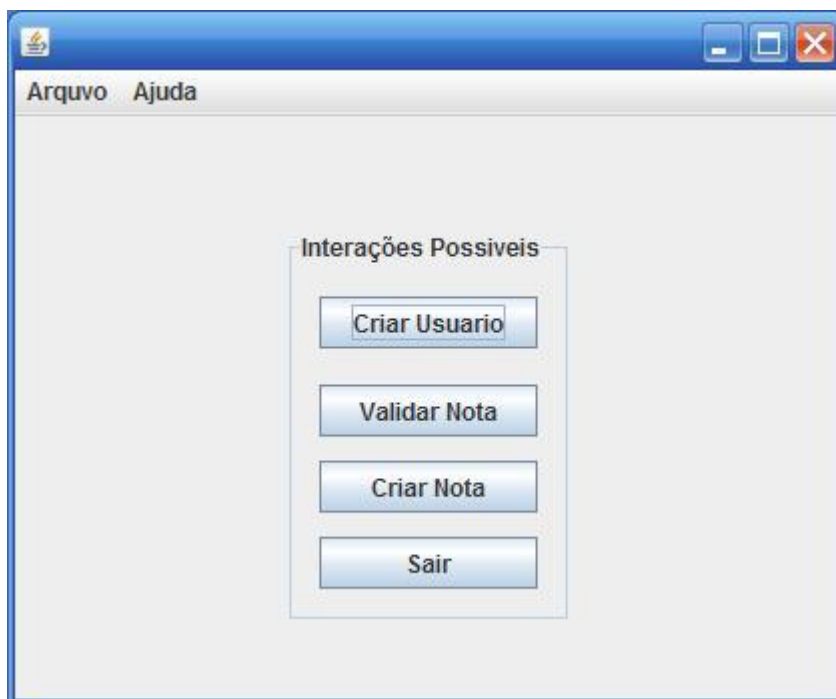 Arquvo Ajuda
Interações Possiveis
Criar Usuario
Validar Nota
Criar Nota
Sair